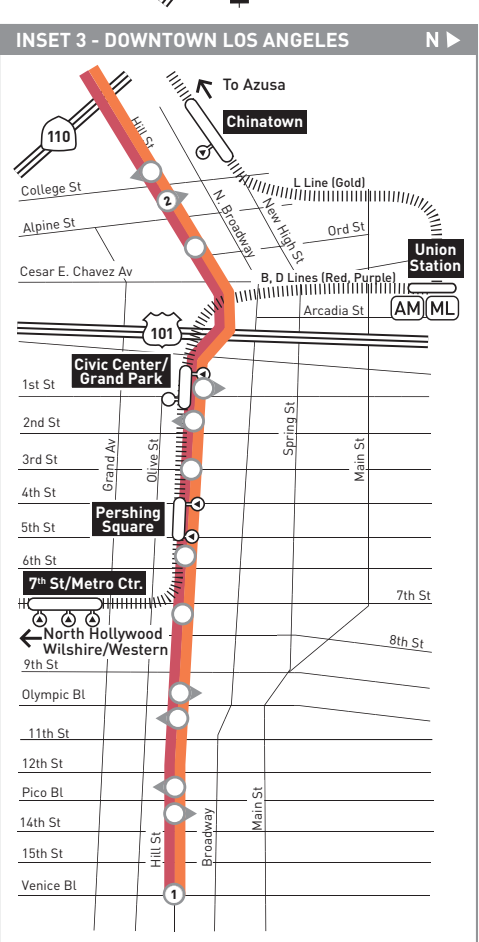 INSET 3 - DOWNTOWN LOS ANGELES
N
To Azusa
Chinatown
110
Hill St
College St
2
L Line (Gold)
N. Broadway
New High St
Alpine St
Ord St
Union
Station
Cesar E. Chavez Av
B, D Lines (Red, Purple)
AM
ML
Arcadia St
101
Civic Center/
Grand Park
1st St
2nd St
Grand Av
Olive St
Spring St
Main St
3rd St
4th St
Pershing
Square
5th St
6th St
7th St/Metro Ctr.
7th St
North Hollywood
Wilshire/Western
8th St
9th St
Olympic Bl
11th St
12th St
Pico Bl
Main St
14th St
Hill St
Broadway
15th St
Venice Bl
1